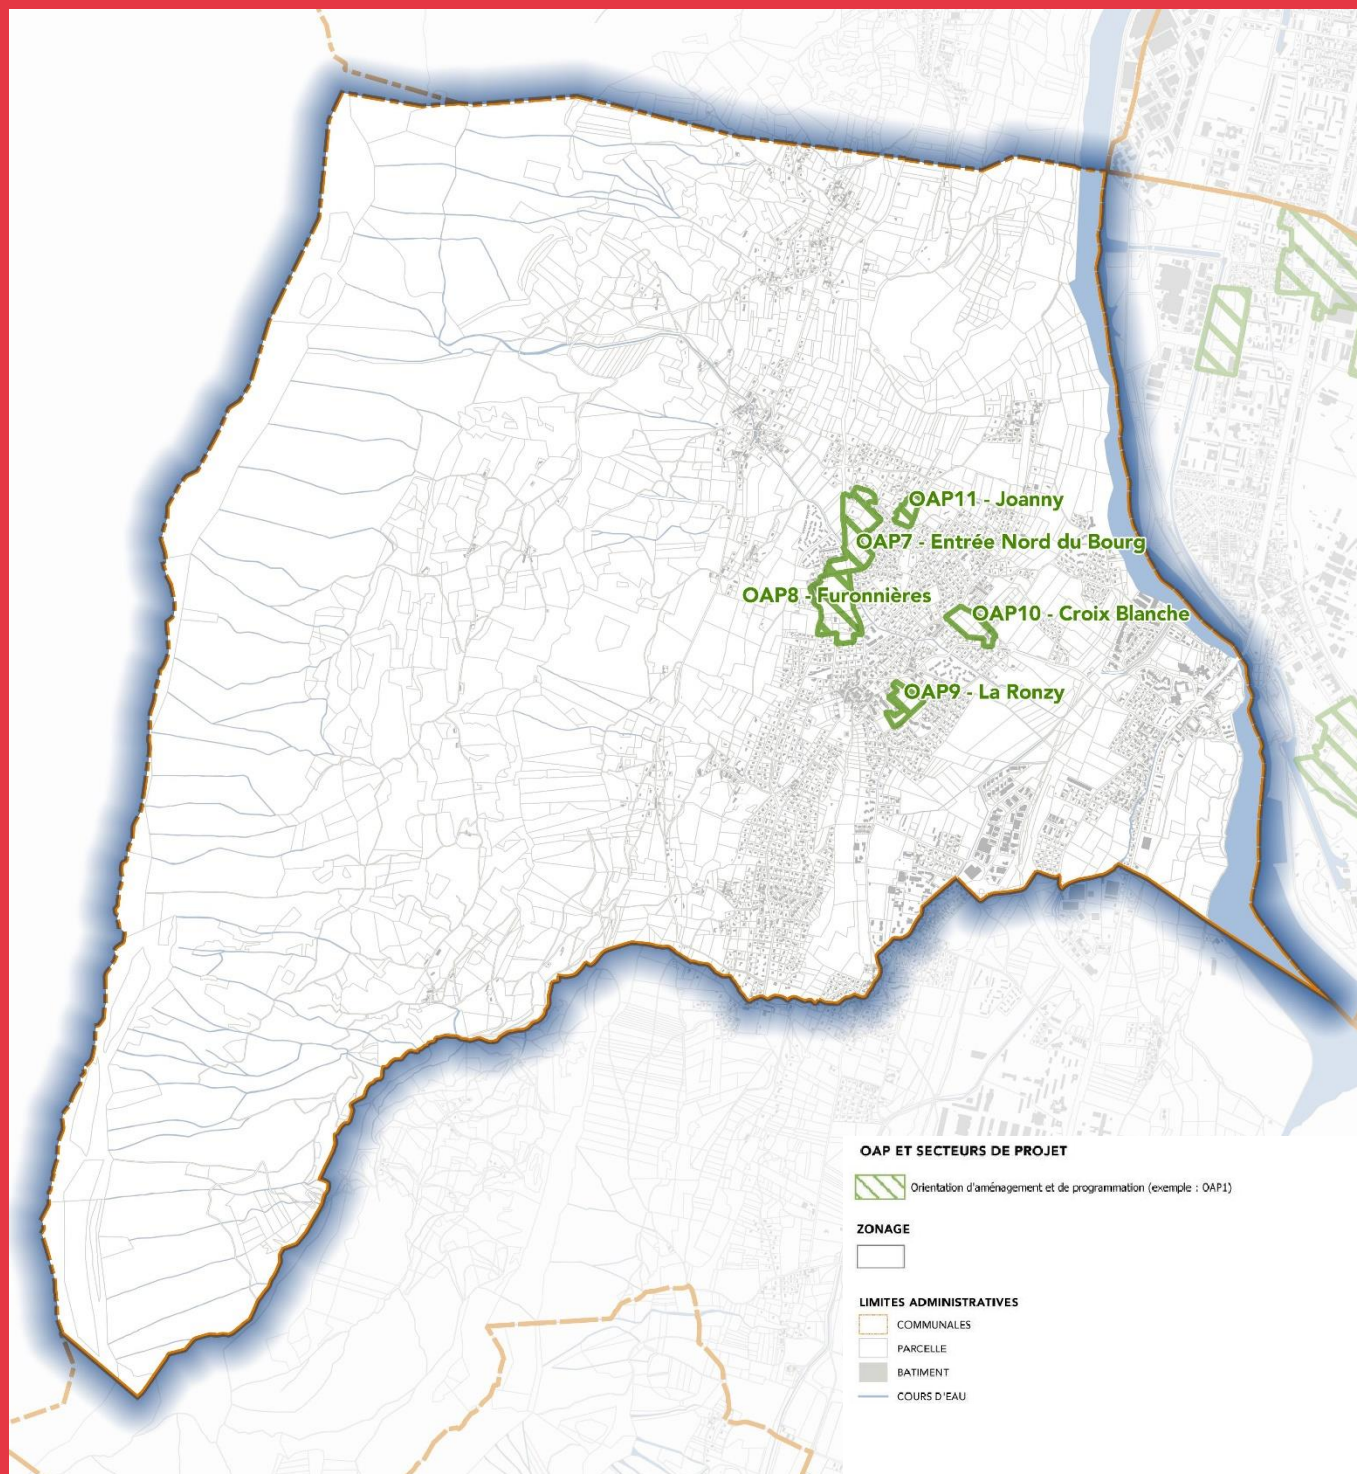 OAP11 - Joanny
OAP7 - Entrée Nord du Bourg
OAP8 - Furonnières
OAP10 - Croix Blanche
OAP9 - La Ronzy
OAP ET SECTEURS DE PROJET
Orientation d'aménagement et de programmation (exemple : OAP1)
ZONAGE
LIMITES ADMINISTRATIVES
COMMUNALES
PARCELLE
BATIMENT
COURS D'EAU